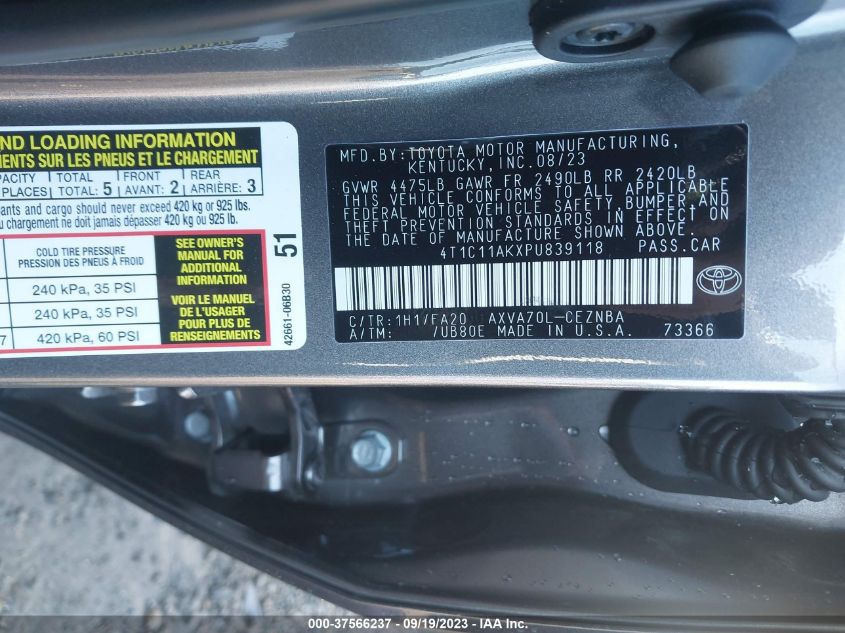 ND LOADING INFORMATION
EMENTS SUR LES PNEUS ET LE CHARGEMENT
PACITY TOTAL FRONT REAR
PLACES TOTAL: 5 AVANT: 2 ARRIÈRE: 3
ants and cargo should never exceed 420 kg or 925 lbs.
u chargement ne doit jamais dépasser 420 kg ou 925 lb.
COLD TIRE PRESSURE
PRESSION DES PNEUS À FROID
240 kPa, 35 PSI
240 kPa, 35 PSI
7 420 kPa, 60 PSI
SEE OWNER'S
MANUAL FOR
ADDITIONAL
INFORMATION
VOIR LE MANUEL
DE L'USAGER
POUR PLUS DE
RENSEIGNEMENTS
51
42661-06B30
MFD.BY:TOYOTA MOTOR MANUFACTURING,
KENTUCKY, INC.08/23
GVWR 4475LB GAWR FR 2490LB RR 2420LB
THIS VEHICLE CONFORMS TO ALL APPLICABLE
FEDERAL MOTOR VEHICLE SAFETY,BUMPER,AND
THEFT PREVENTION STANDARDS IN EFFECT ON
THE DATE OF MANUFACTURE SHOWN ABOVE.
4T1C11AKXPU839118 PASS.CAR
C/TR:1H1/FA20 AXVA70L-CEZNBA
A/TM: /UB80E MADE IN U.S.A. 73366
TOYOTA
000-37566237 - 09/19/2023 - IAA Inc.